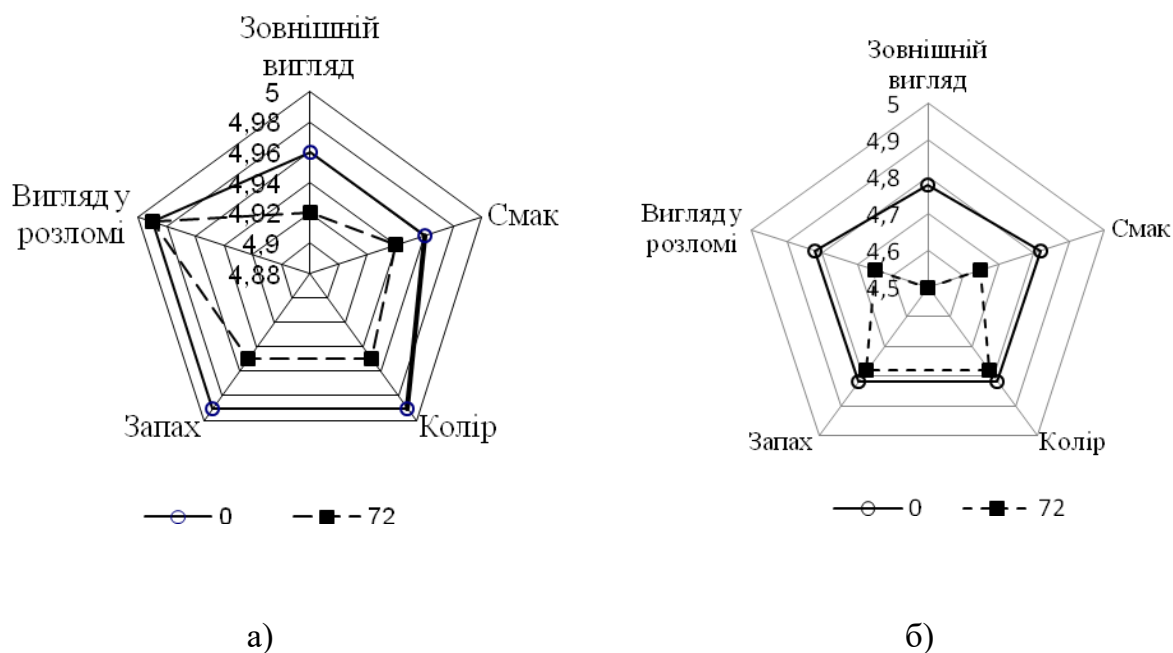 Зовнішній
вигляд
5
4,98
4,96
4,94
4,92
4,9
4,88
Вигляд у
розломі
Смак
Запах
Колір
0
72
а)
Зовнішній
вигляд
5
4,9
4,8
4,7
4,6
4,5
Вигляд у
розломі
Смак
Запах
Колір
0
72
б)